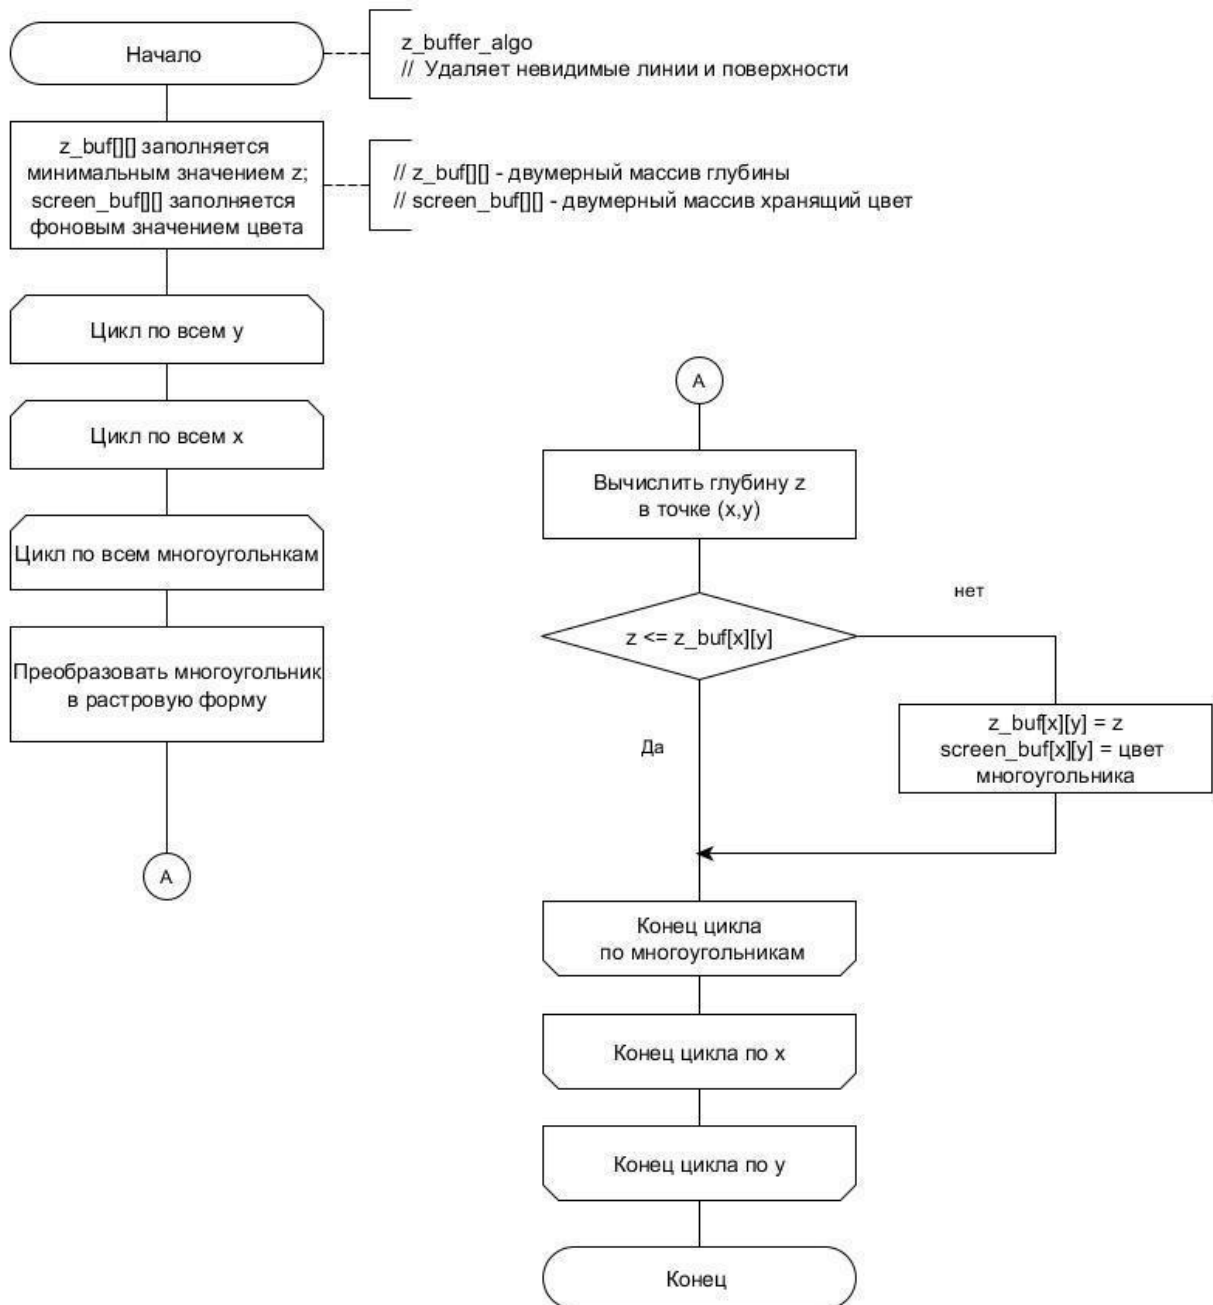 Начало
z_buffer_algo
// Удаляет невидимые линии и поверхности
z_buf[][] заполняется
минимальным значением z;
screen_buf[][] заполняется
фоновым значением цвета
// z_buf[][] - двумерный массив глубины
// screen_buf[][] - двумерный массив хранящий цвет
Цикл по всем y
Цикл по всем x
Цикл по всем многоугольнкам
Преобразовать многоугольник
в растровую форму
A
A
Вычислить глубину z
в точке (x,y)
z <= z_buf[x][y]
нет
Да
z_buf[x][y] = z
screen_buf[x][y] = цвет
многоугольника
Конец цикла
по многоугольникам
Конец цикла по x
Конец цикла по y
Конец